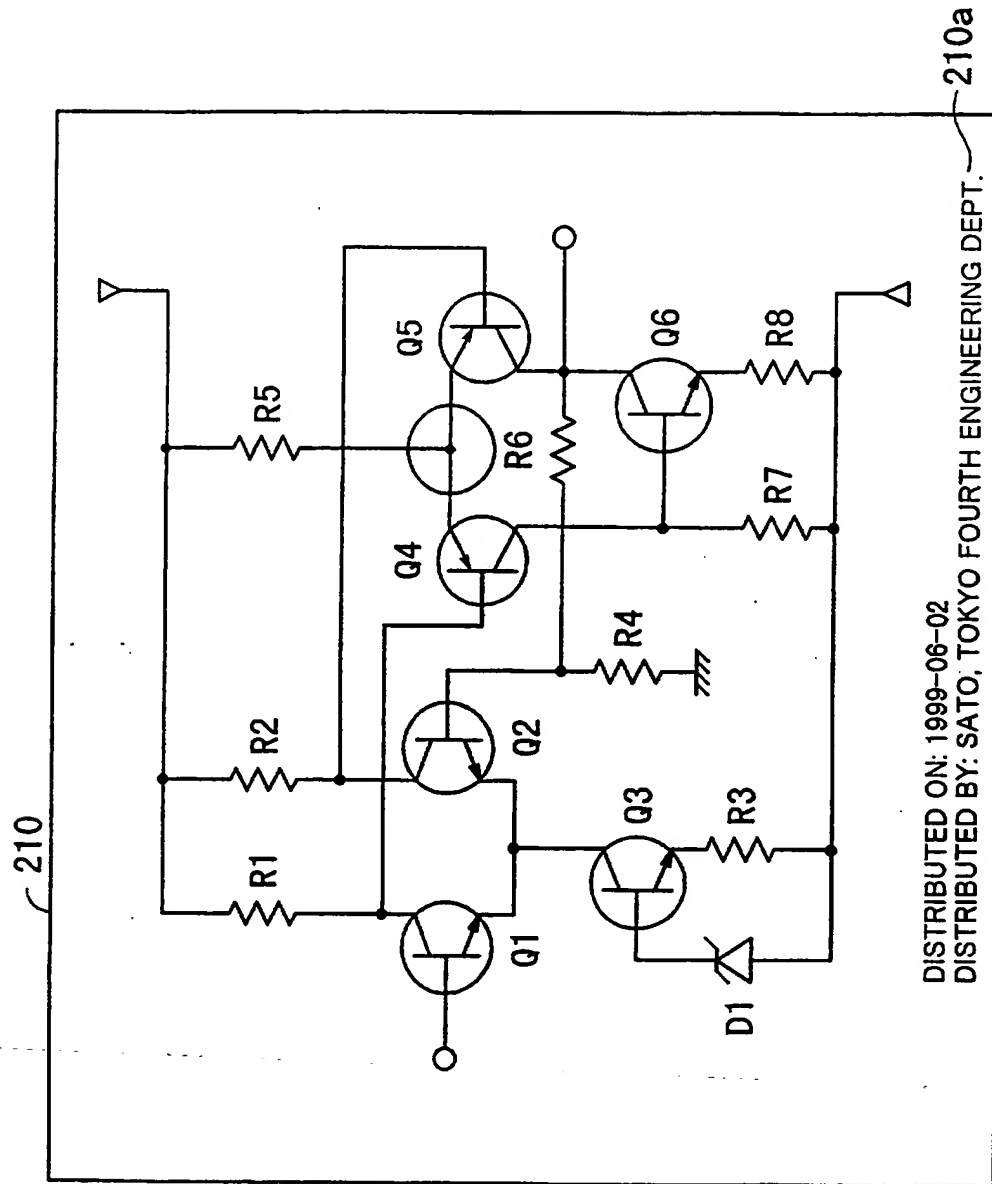 210
R1
R2
R5
Q1
Q2
Q4
Q5
R6
R4
Q3
Q6
D1
R3
R7
R8
DISTRIBUTED ON: 1999-06-02
DISTRIBUTED BY: SATO, TOKYO FOURTH ENGINEERING DEPT.
210a